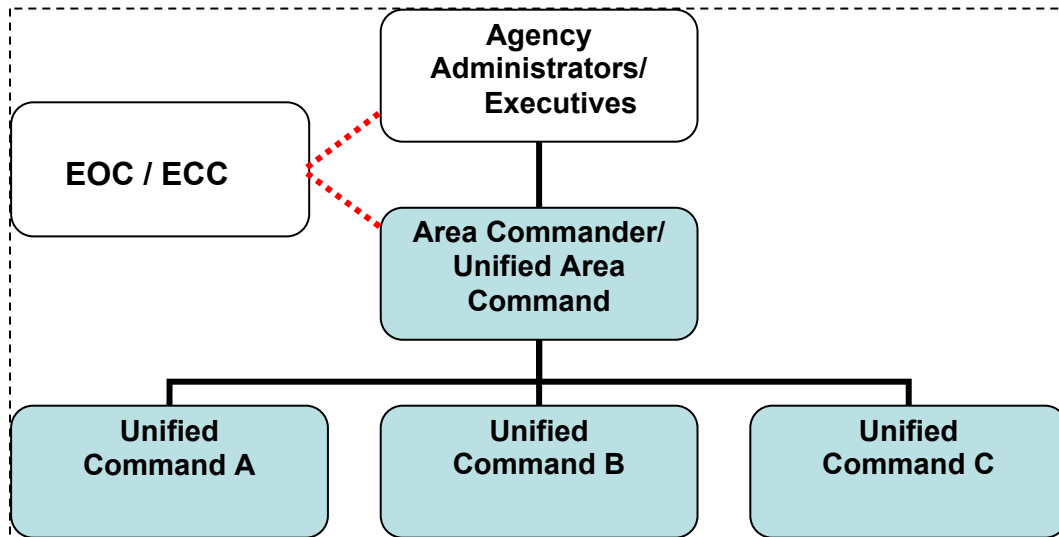 Agency
Administrators/
Executives
EOC / ECC
Area Commander/
Unified Area
Command
Unified
Command A
Unified
Command B
Unified
Command C